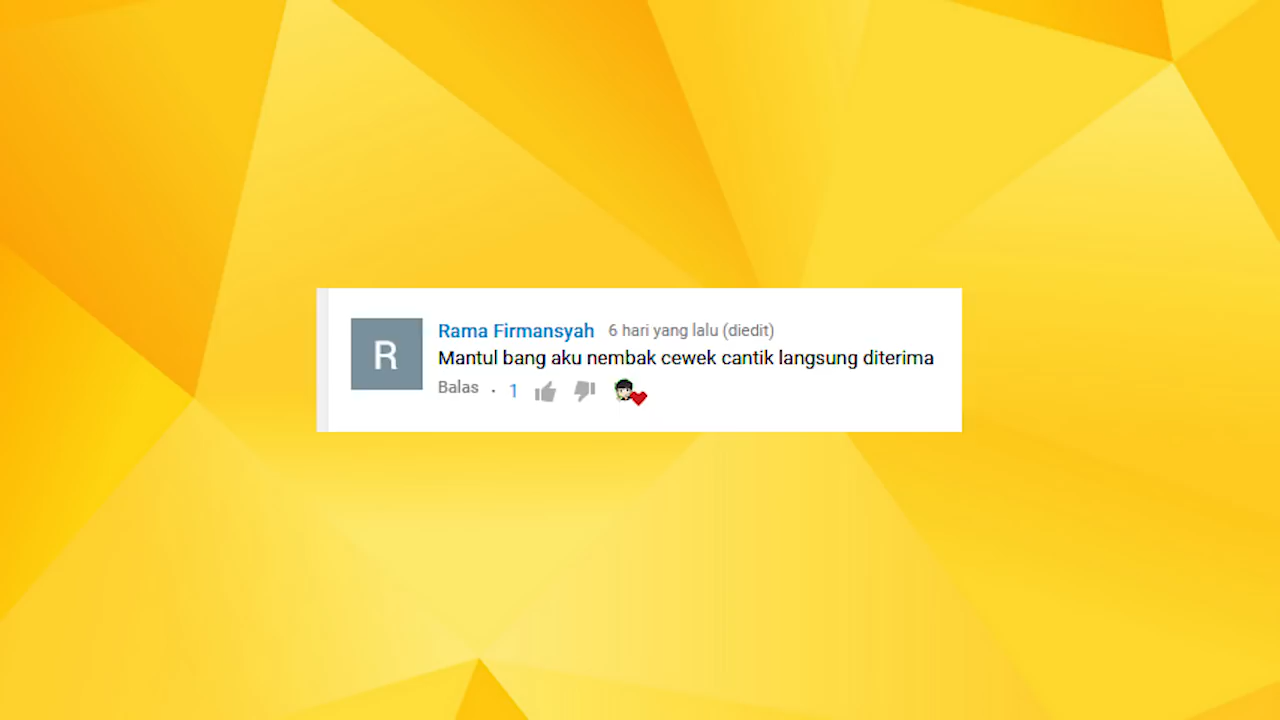 R
Rama Firmansyah 6 hari yang lalu (diedit)
Mantul bang aku nembak cewek cantik langsung diterima
Balas · 1